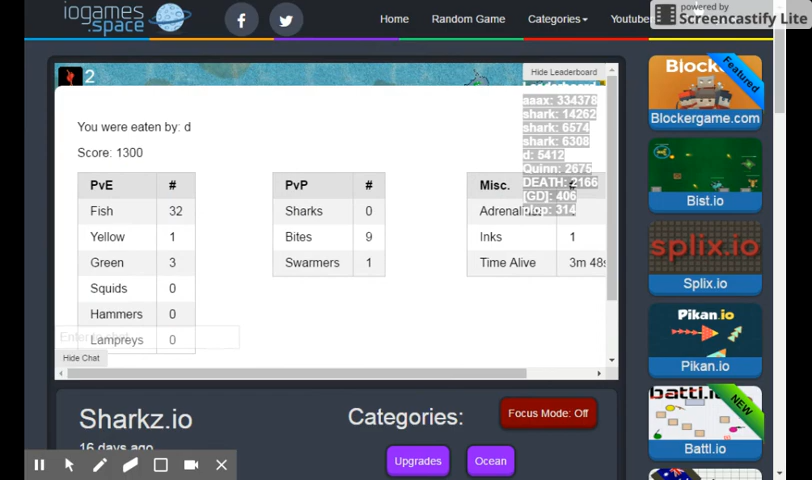 iogames
.space
Home
Random Game
Categories
Youtube
powered by
Screencastify Lite
2
Hide Leaderboard
aaax: 334378
shark: 14262
shark: 6574
shark: 6308
d: 5412
Quinn: 2675
DEATH: 2166
[GD]: 406
plop: 314
You were eaten by: d
Score: 1300
PvE #
Fish 32
Yellow 1
Green 3
Squids 0
Hammers 0
Lampreys 0
PvP #
Sharks 0
Bites 9
Swarmers 1
Misc.
Inks 1
Time Alive 3m 48s
Hide Chat
Featured
Blockergame.com
Bist.io
splix.io
Splix.io
Pikan.io
Pikan.io
NEW
Battl.io
Sharkz.io
16 days ago
Categories:
Focus Mode: Off
Upgrades
Ocean